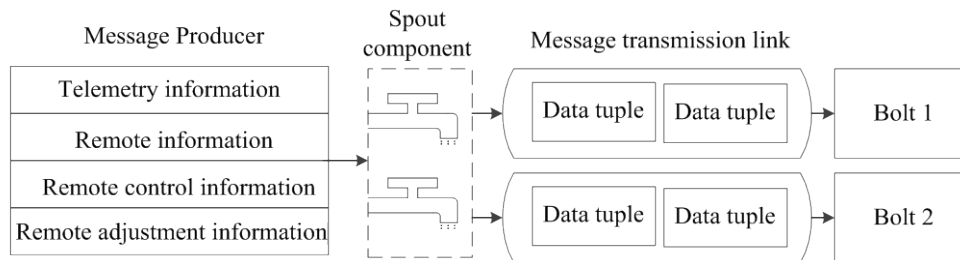 Message Producer
Telemetry information
Remote information
Remote control information
Remote adjustment information
Spout
component
Message transmission link
Data tuple
Data tuple
Bolt 1
Data tuple
Data tuple
Bolt 2